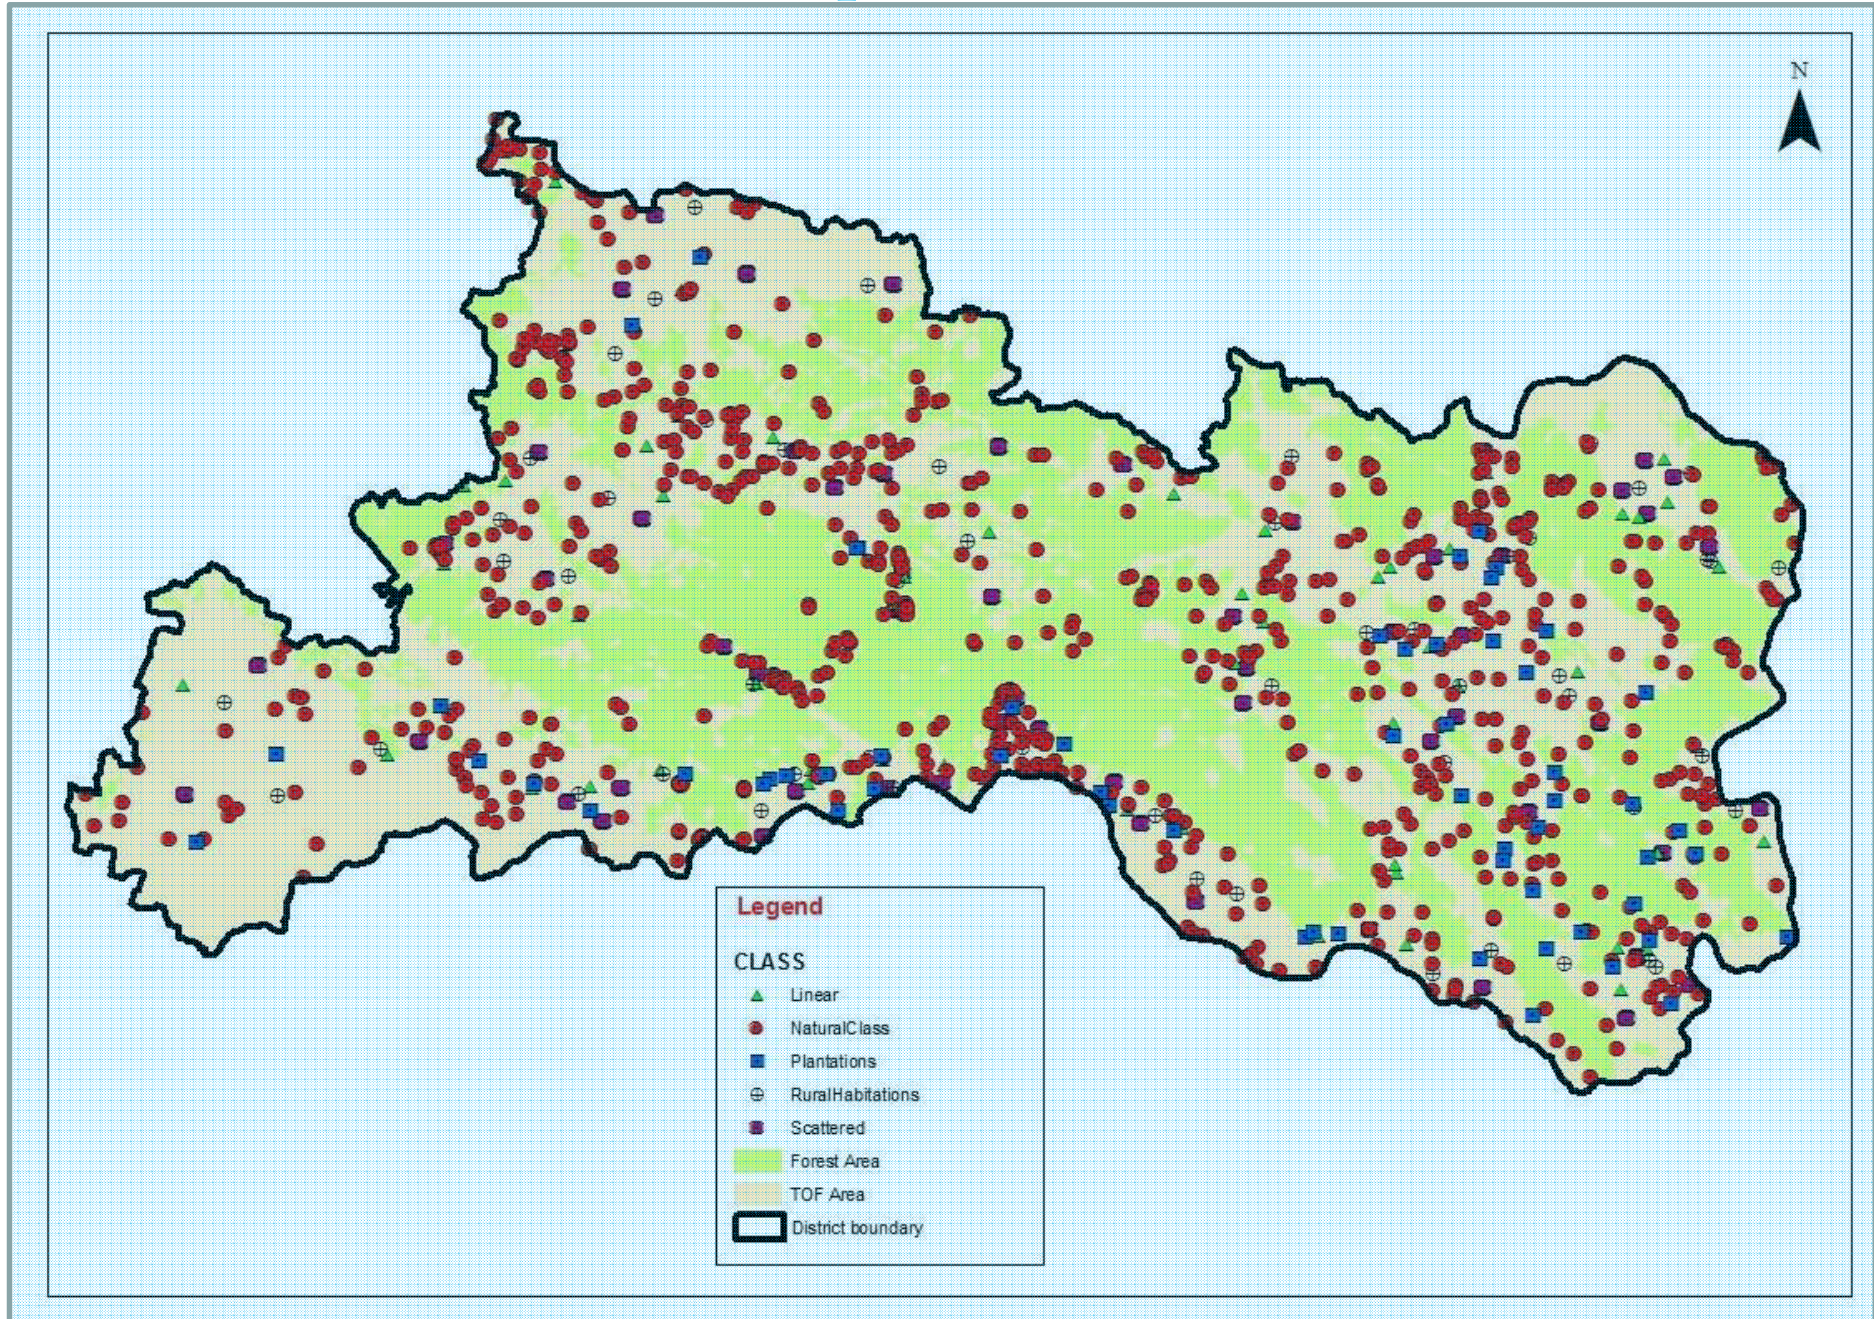 N
Legend
CLASS
Linear
NaturalClass
Plantations
RuralHabitations
Scattered
Forest Area
TOF Area
District boundary